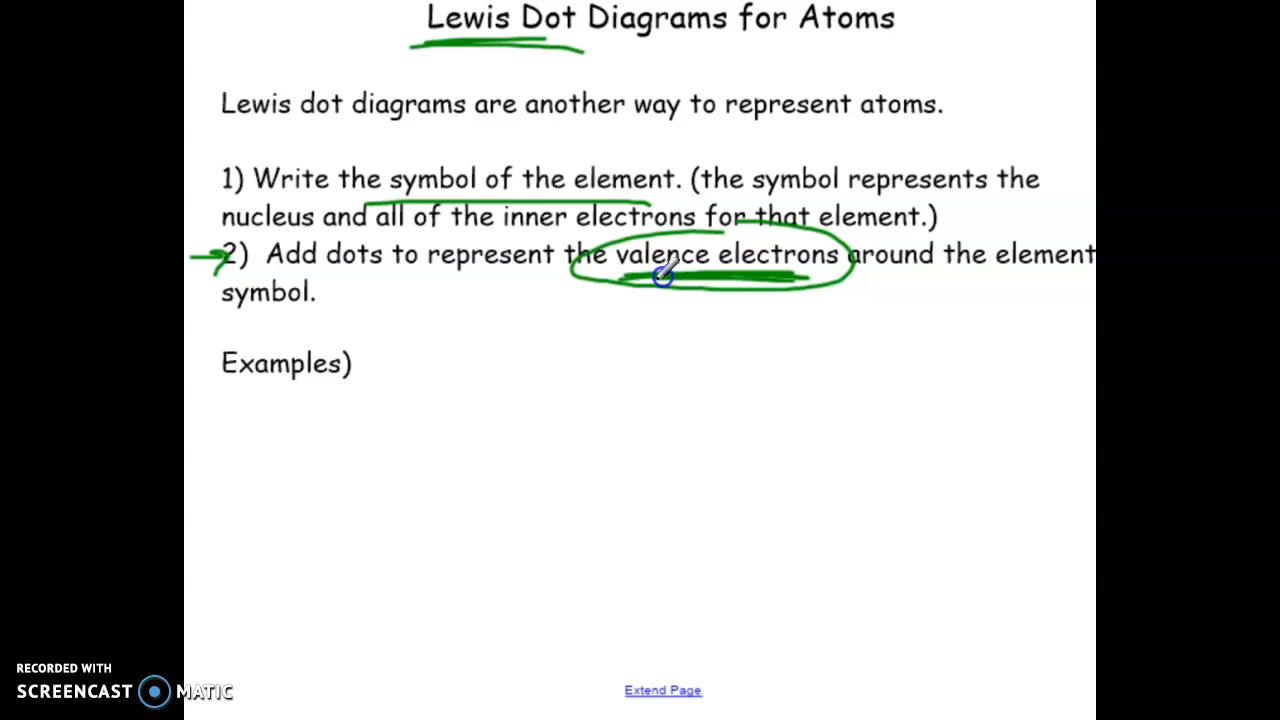 Lewis Dot Diagrams for Atoms
Lewis dot diagrams are another way to represent atoms.
1) Write the symbol of the element. (the symbol represents the
nucleus and all of the inner electrons for that element.)
2) Add dots to represent the valence electrons around the element
symbol.
Examples)
RECORDED WITH
SCREENCAST MATIC
Extend Page